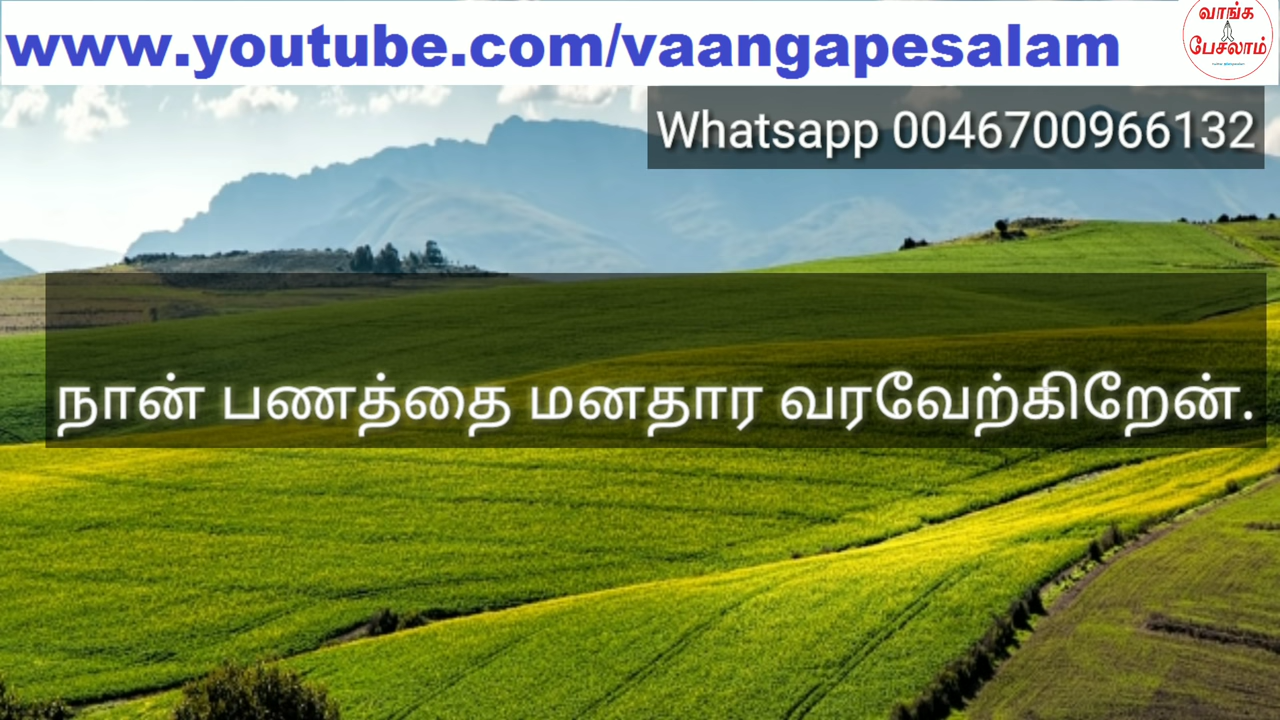 www.youtube.com/vaangapesalam
வாங்க
பேசலாம்
Whatsapp 0046700966132
நான் பணத்தை மனதார வரவேற்கிறேன்.